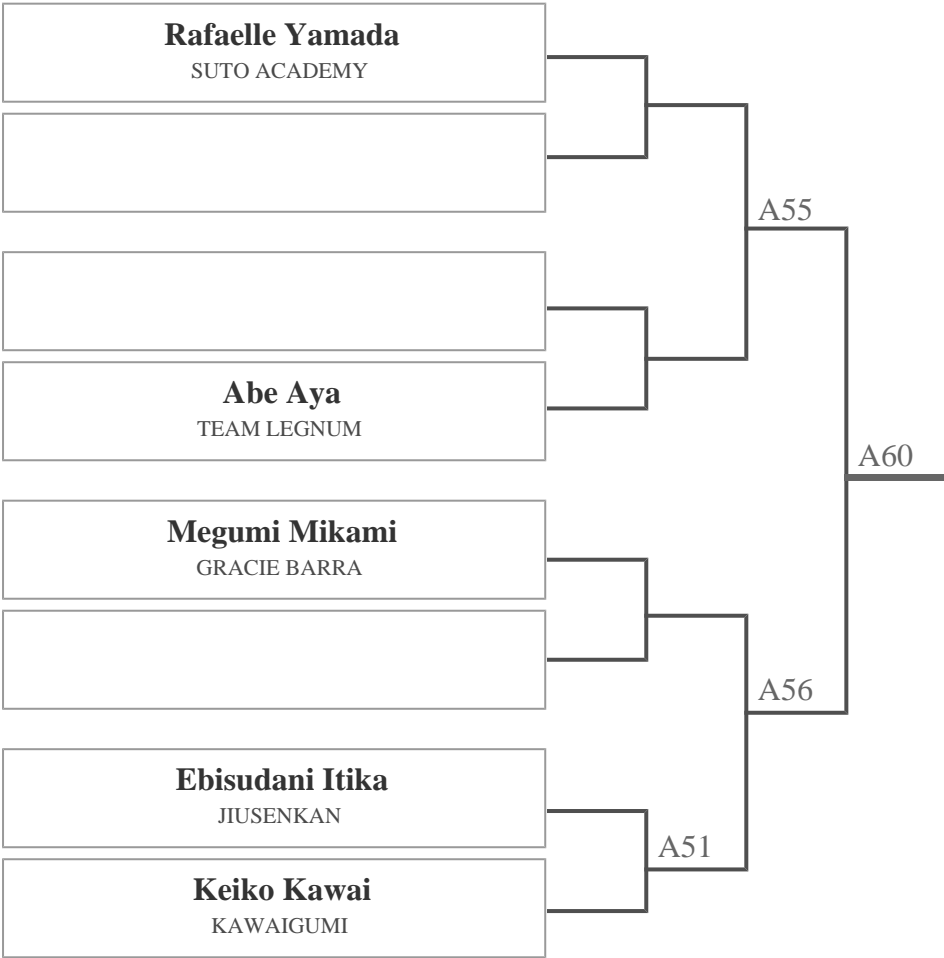 Rafaelle Yamada
SUTO ACADEMY
A55
Abe Aya
TEAM LEGNUM
A60
Megumi Mikami
GRACIE BARRA
A56
Ebisudani Itika
JIUSENKAN
A51
Keiko Kawai
KAWAIGUMI